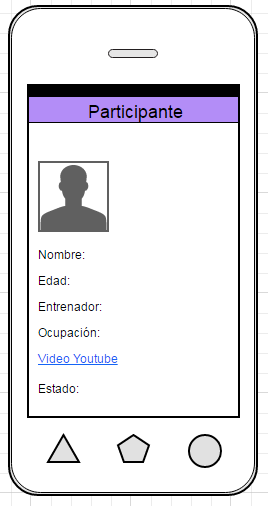 Participante
Nombre:
Edad:
Entrenador:
Ocupación:
Video Youtube
Estado: